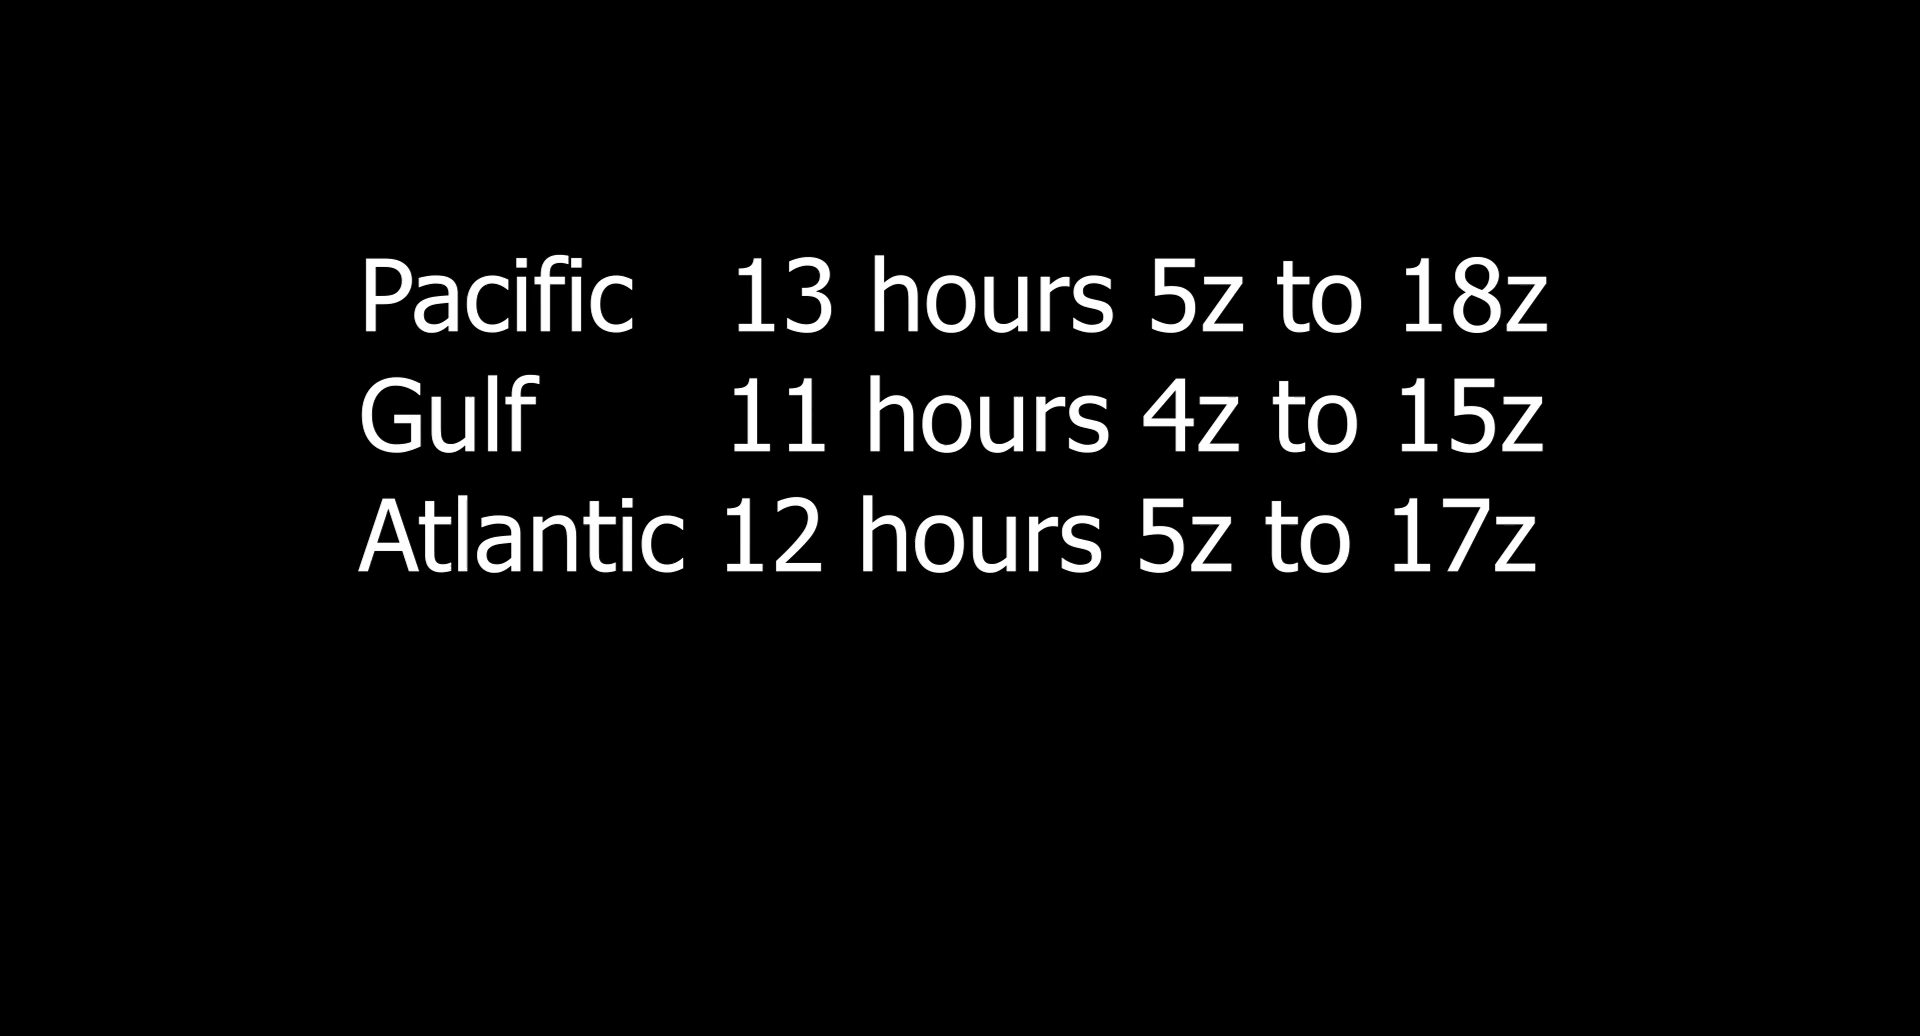 Pacific 13 hours 5z to 18z
Gulf 11 hours 4z to 15z
Atlantic 12 hours 5z to 17z